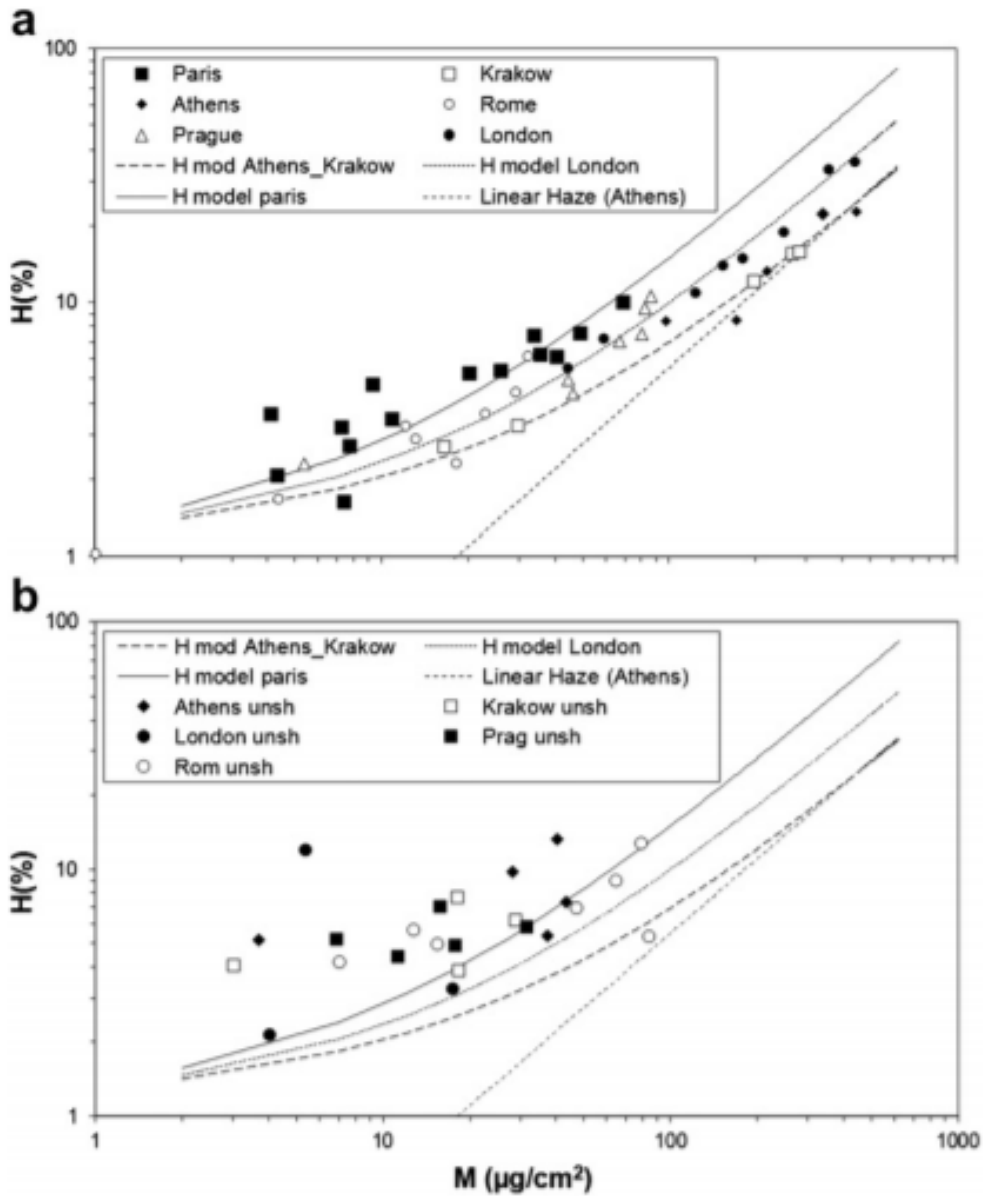 a
100
Paris Krakow
Athens Rome
Prague London
H mod Athens_Krakow H model London
H model paris Linear Haze (Athens)
H(%)
10
1
b
100
H mod Athens_Krakow H model London
H model paris Linear Haze (Athens)
Athens unsh Krakow unsh
London unsh Prag unsh
Rom unsh
H(%)
10
1
1 10 100 1000
M (µg/cm²)